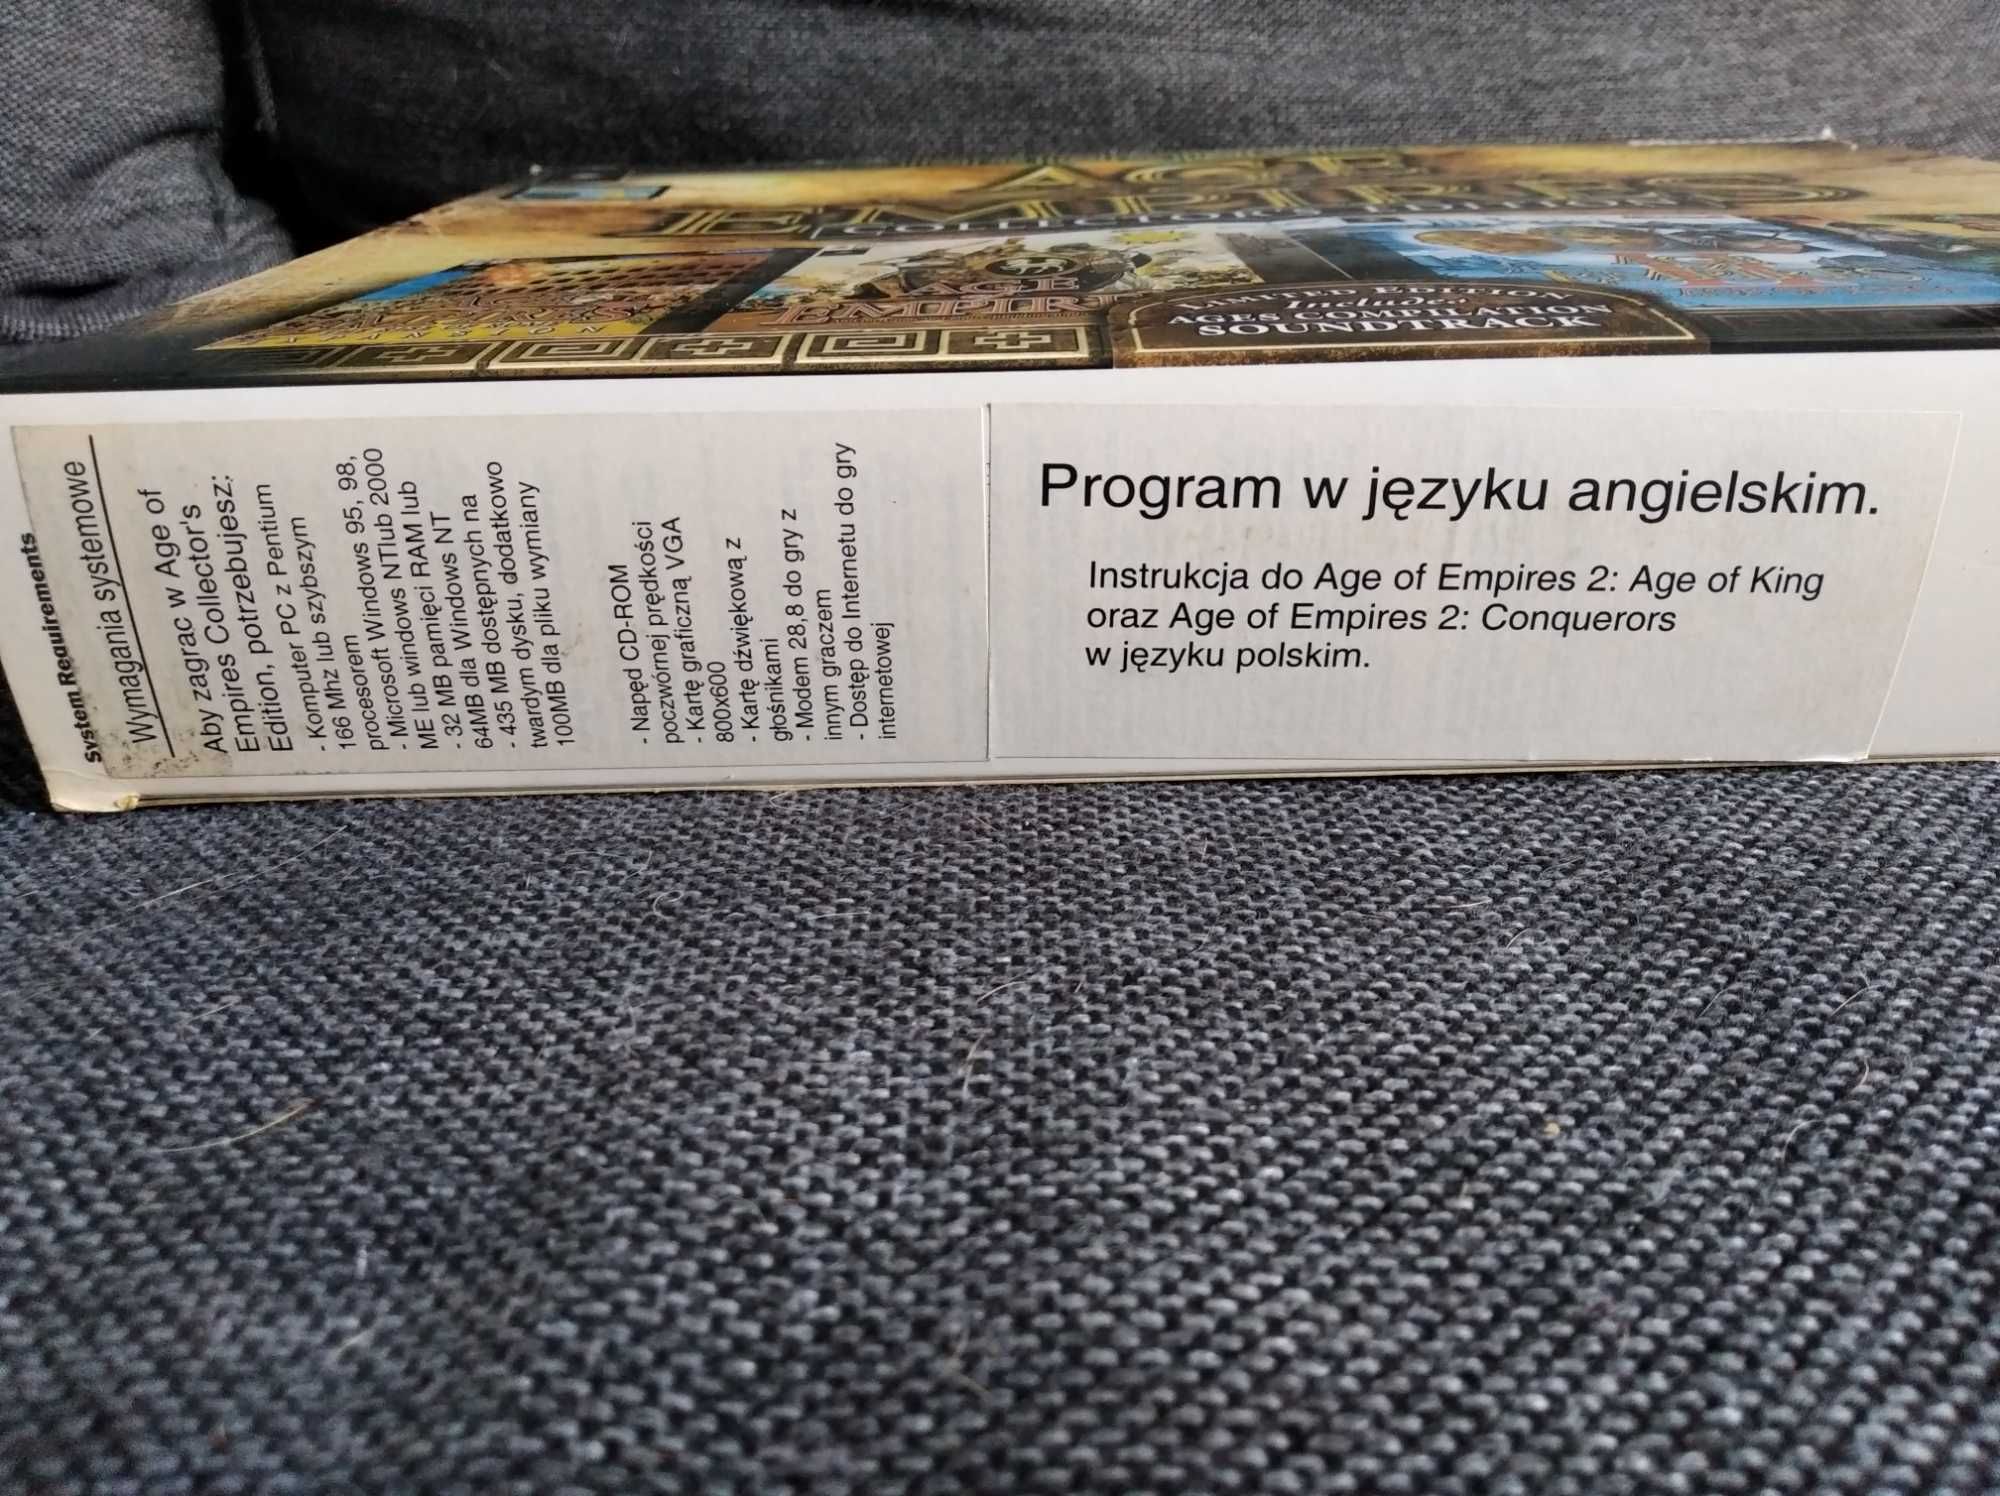 AGE
EMPIRES
COLLECTOR'S EDITION
AGE
EMPIRES
EXPANSION
LIMITED EDITION
Includes
AGES COMPILATION
SOUNDTRACK
System Requirements
Wymagania systemowe
Aby zagrac w Age of
Empires Collector's
Edition, potrzebujesz:
- Komputer PC z Pentium
166 Mhz lub szybszym
procesorem
- Microsoft Windows 95, 98,
ME lub windows NTlub 2000
- 32 MB pamięci RAM lub
64MB dla Windows NT
- 435 MB dostępnych na
twardym dysku, dodatkowo
100MB dla pliku wymiany
- Napęd CD-ROM
poczwórnej prędkości
- Kartę graficzną VGA
800x600
- Kartę dźwiękową z
głośnikami
- Modem 28,8 do gry z
innym graczem
- Dostęp do Internetu do gry
internetowej
Program w języku angielskim.
Instrukcja do Age of Empires 2: Age of King
oraz Age of Empires 2: Conquerors
w języku polskim.